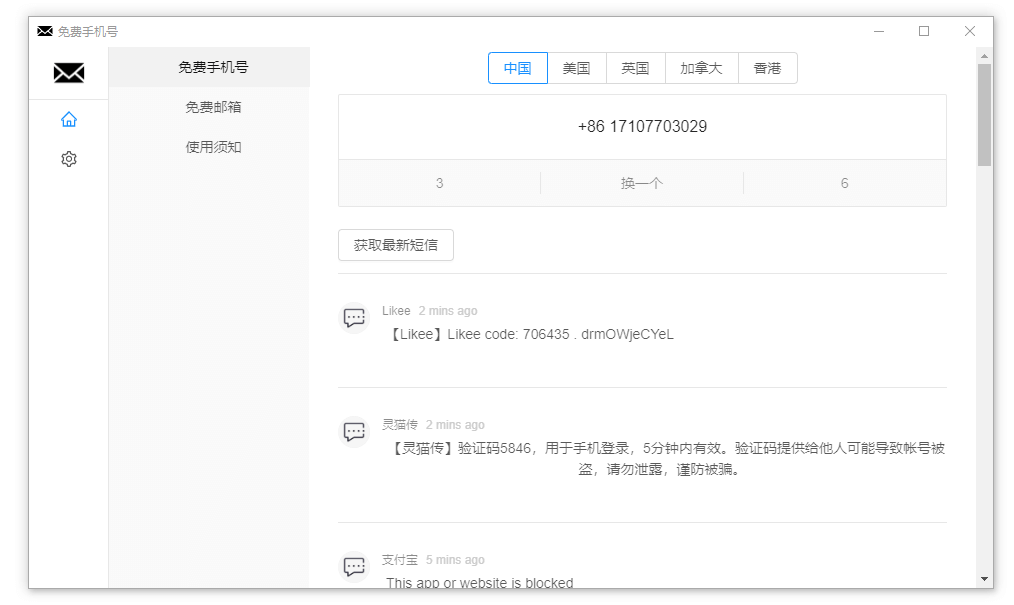 免费手机号
免费手机号
免费邮箱
使用须知
中国 美国 英国 加拿大 香港
+86 17107703029
3 换一个 6
获取最新短信
Likee 2 mins ago
【Likee】Likee code: 706435 . drmOWjeCYeL
灵猫传 2 mins ago
【灵猫传】验证码5846，用于手机登录，5分钟内有效。验证码提供给他人可能导致帐号被
盗，请勿泄露，谨防被骗。
支付宝 5 mins ago
This app or website is blocked